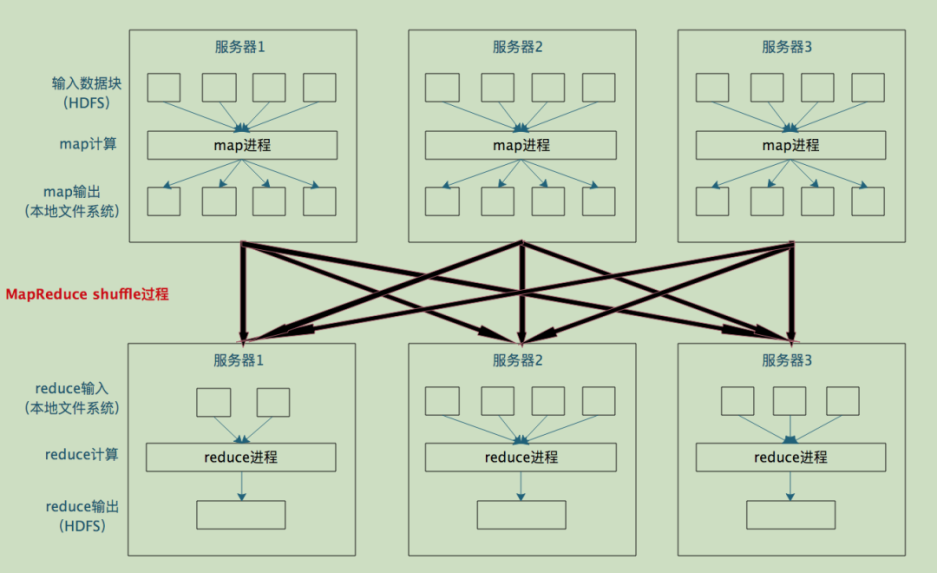 服务器1
服务器2
服务器3
输入数据块
(HDFS)
map计算
map进程
map进程
map进程
map输出
(本地文件系统)
MapReduce shuffle过程
服务器1
服务器2
服务器3
reduce输入
(本地文件系统)
reduce计算
reduce进程
reduce进程
reduce进程
reduce输出
(HDFS)